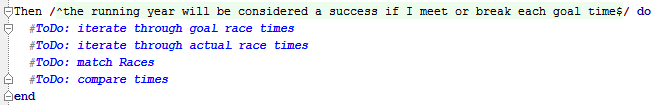 Then /^the running year will be considered a success if I meet or break each goal time$/ do
#ToDo: iterate through goal race times
#ToDo: iterate through actual race times
#ToDo: match Races
#ToDo: compare times
end